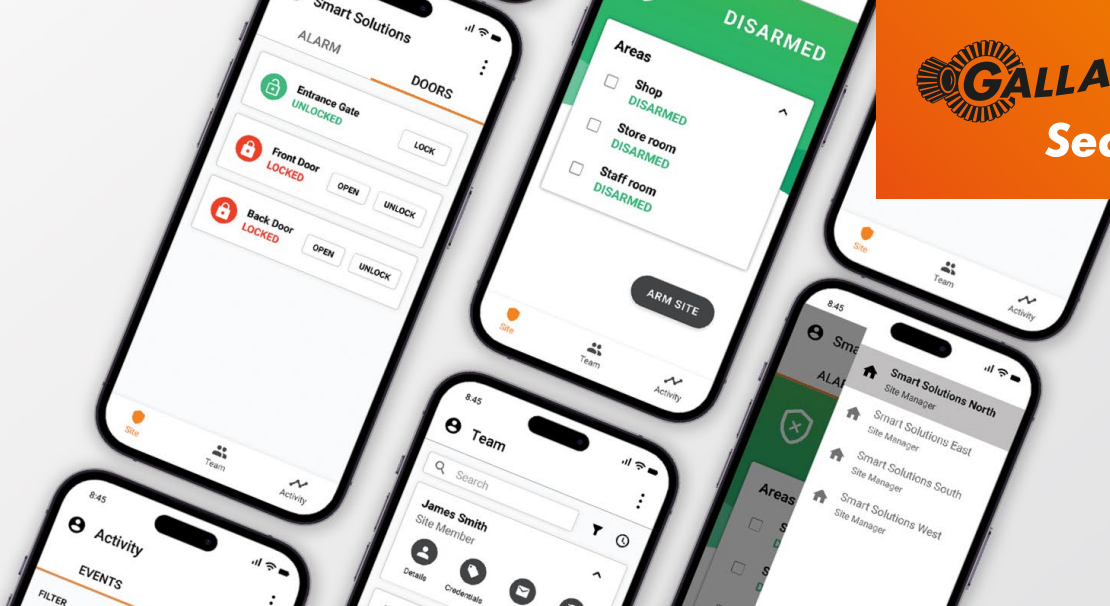 Smart Solutions
ALARM
DOORS
Entrance Gate
UNLOCKED
LOCK
Front Door
LOCKED
OPEN
UNLOCK
Back Door
LOCKED
OPEN
UNLOCK
Site
Team
Activity
DISARMED
Areas
Shop
DISARMED
Store room
DISARMED
Staff room
DISARMED
ARM SITE
Site
Team
Activity
GALLA
Sec
Site
Team
Activity
8:45
Activity
EVENTS
FILTER
8:45
Team
Search
James Smith
Site Member
Details
Credentials
8:45
Sma
ALA
Areas
S
D
S
D
Smart Solutions North
Site Manager
Smart Solutions East
Site Manager
Smart Solutions South
Site Manager
Smart Solutions West
Site Manager